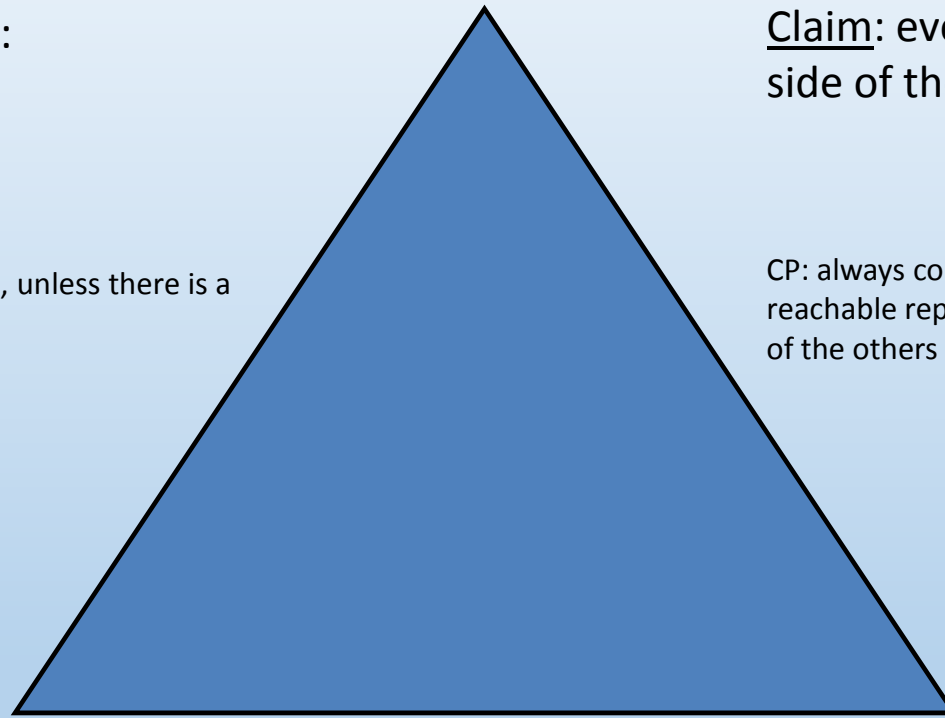 :
Claim: eve
side of th
, unless there is a
CP: always co
reachable rep
of the others